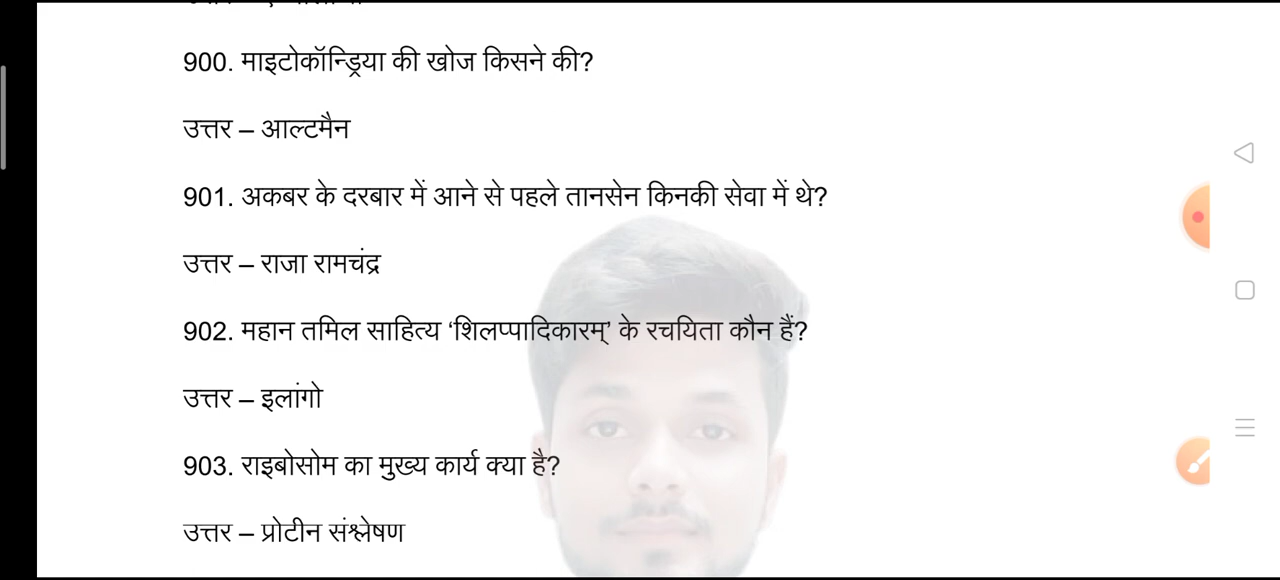 900. माइटोकॉन्ड्रिया की खोज किसने की?
उत्तर – आल्टमैन
901. अकबर के दरबार में आने से पहले तानसेन किनकी सेवा में थे?
उत्तर – राजा रामचंद्र
902. महान तमिल साहित्य ‘शिलप्पादिकारम्’ के रचयिता कौन हैं?
उत्तर – इलांगो
903. राइबोसोम का मुख्य कार्य क्या है?
उत्तर – प्रोटीन संश्लेषण